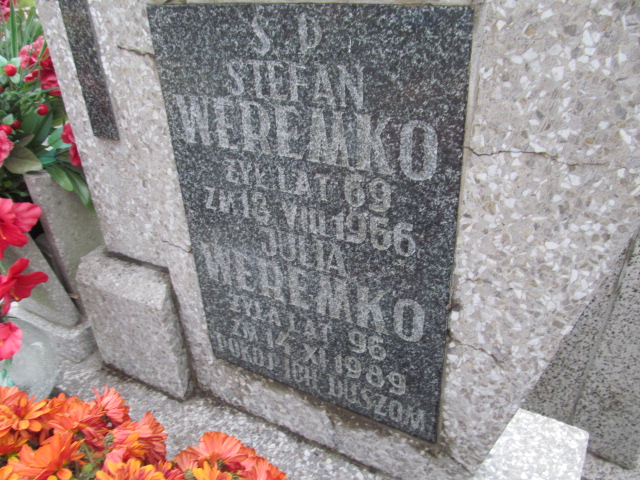 Ś. P.
STEFAN
WEREMKO
ŻYŁ LAT 69
ZM. 18 VIII 1966
JULIA
WEREMKO
ŻYŁA LAT 96
ZM. 12 XI 1989
POKÓJ ICH DUSZOM